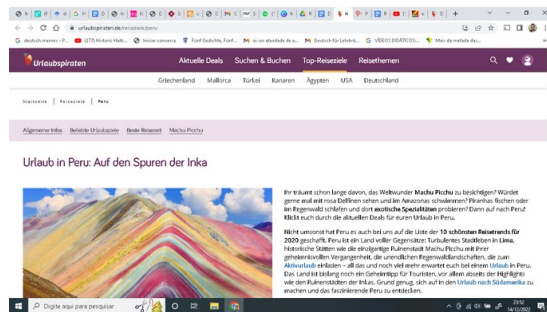 urlaubspiraten.de/reiseziele/peru
Urlaubspiraten
Aktuelle Deals Suchen & Buchen Top-Reiseziele Reisethemen
Griechenland Mallorca Türkei Kanaren Ägypten USA Deutschland
Startseite | Reiseziele | Peru
Allgemeine Infos Beliebte Urlaubsziele Beste Reisezeit Machu Picchu
Urlaub in Peru: Auf den Spuren der Inka
Ihr träumt schon lange davon, das Weltwunder Machu Picchu zu besichtigen? Würdet
gerne mal mit rosa Delfinen sehen und im Amazonas schwimmen? Piranhas fischen oder
im Regenwald schlafen und dort exotische Spezialitäten probieren? Dann auf nach Peru!
Klickt euch durch die aktuellen Deals für euren Urlaub in Peru.
Nicht umsonst hat Peru es auch bei uns auf die Liste der 10 schönsten Reisetrends für
2020 geschafft. Peru ist ein Land voller Gegensätze: Turbulentes Stadtleben in Lima,
historische Stätten wie die einzigartige Ruinenstadt Machu Picchu mit ihrer
geheimnisvollen Vergangenheit, die unendlichen Regenwaldlandschaften, die zum
Aktivurlaub einladen – all das und noch viel mehr erwartet euch bei einem Urlaub in Peru.
Das Land ist bislang noch ein Geheimtipp für Touristen, vor allem abseits der Highlights
wie den Ruinenstädten der Inkas. Grund genug, sich auf in den Urlaub nach Südamerika zu
machen und das faszinierende Peru zu entdecken.
Digite aqui para pesquisar
23:52
14/12/2022